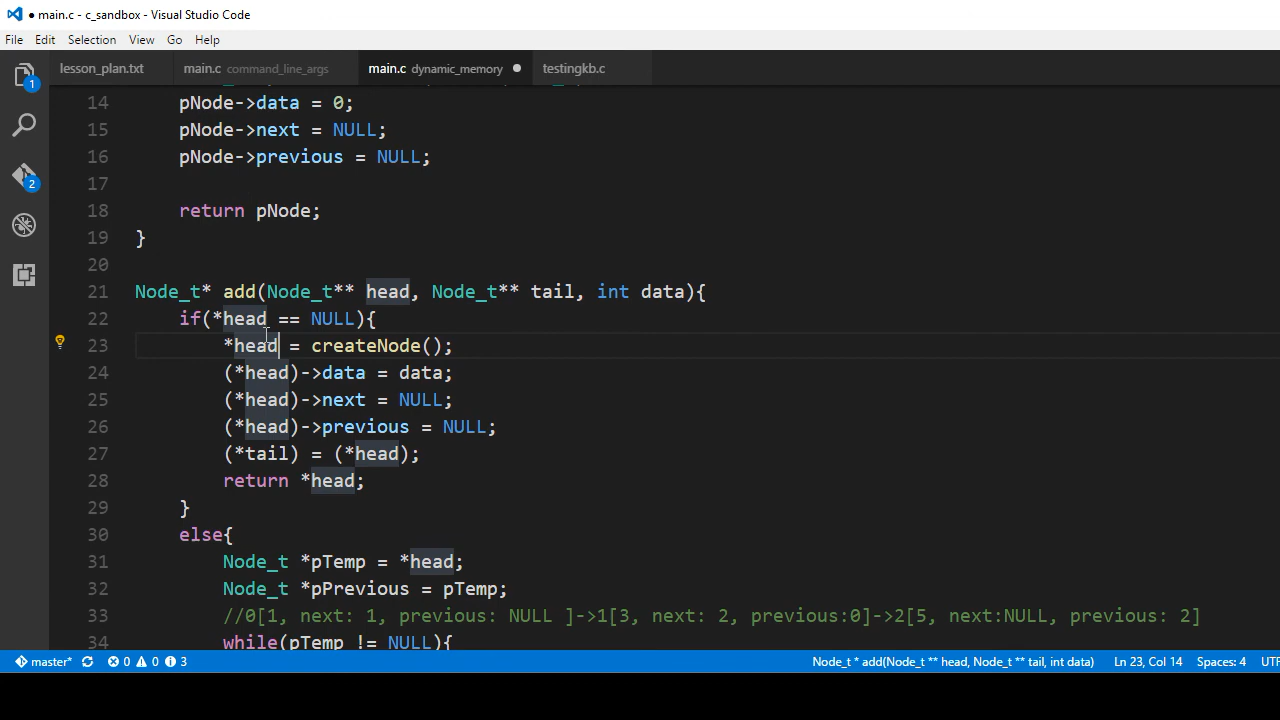 ● main.c - c_sandbox - Visual Studio Code
File Edit Selection View Go Help
lesson_plan.txt main.c command_line_args main.c dynamic_memory ● testingkb.c
1
14 pNode->data = 0;
15 pNode->next = NULL;
16 pNode->previous = NULL;
2
17
18 return pNode;
19 }
20
21 Node_t* add(Node_t** head, Node_t** tail, int data){
22 if(*head == NULL){
23 *head = createNode();
24 (*head)->data = data;
25 (*head)->next = NULL;
26 (*head)->previous = NULL;
27 (*tail) = (*head);
28 return *head;
29 }
30 else{
31 Node_t *pTemp = *head;
32 Node_t *pPrevious = pTemp;
33 //0[1, next: 1, previous: NULL ]->1[3, next: 2, previous:0]->2[5, next:NULL, previous: 2]
34 while(pTemp != NULL){
master* 0 0 3 Node_t * add(Node_t ** head, Node_t ** tail, int data) Ln 23, Col 14 Spaces: 4 UTF